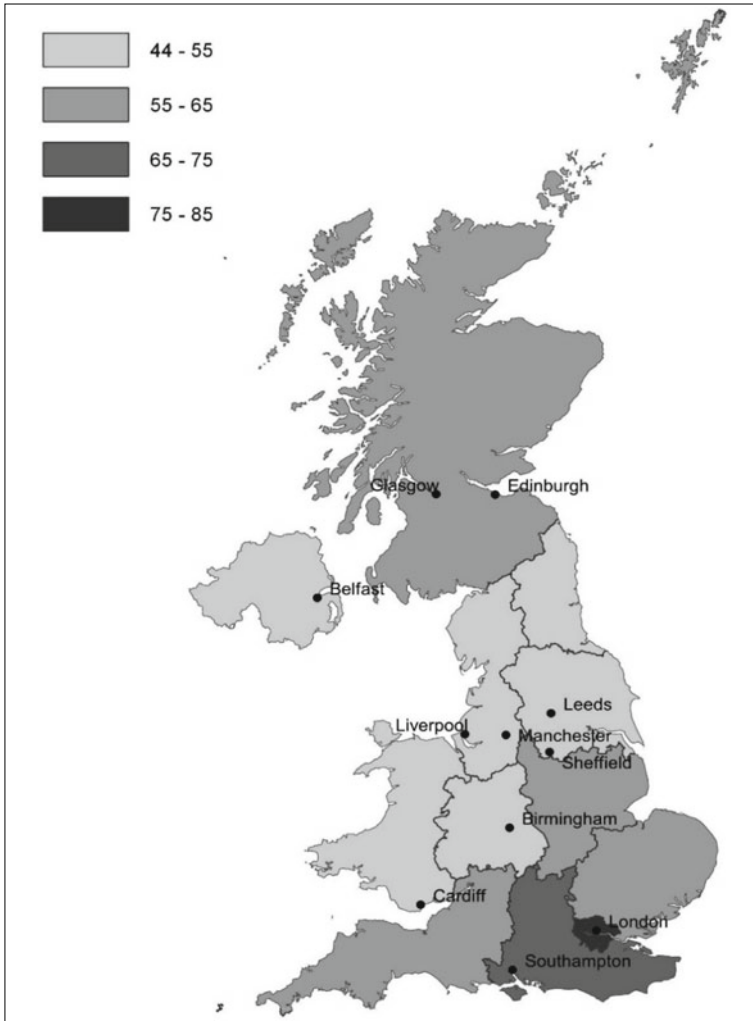 44 - 55
55 - 65
65 - 75
75 - 85
Glasgow
Edinburgh
Belfast
Leeds
Liverpool
Manchester
Sheffield
Birmingham
Cardiff
London
Southampton